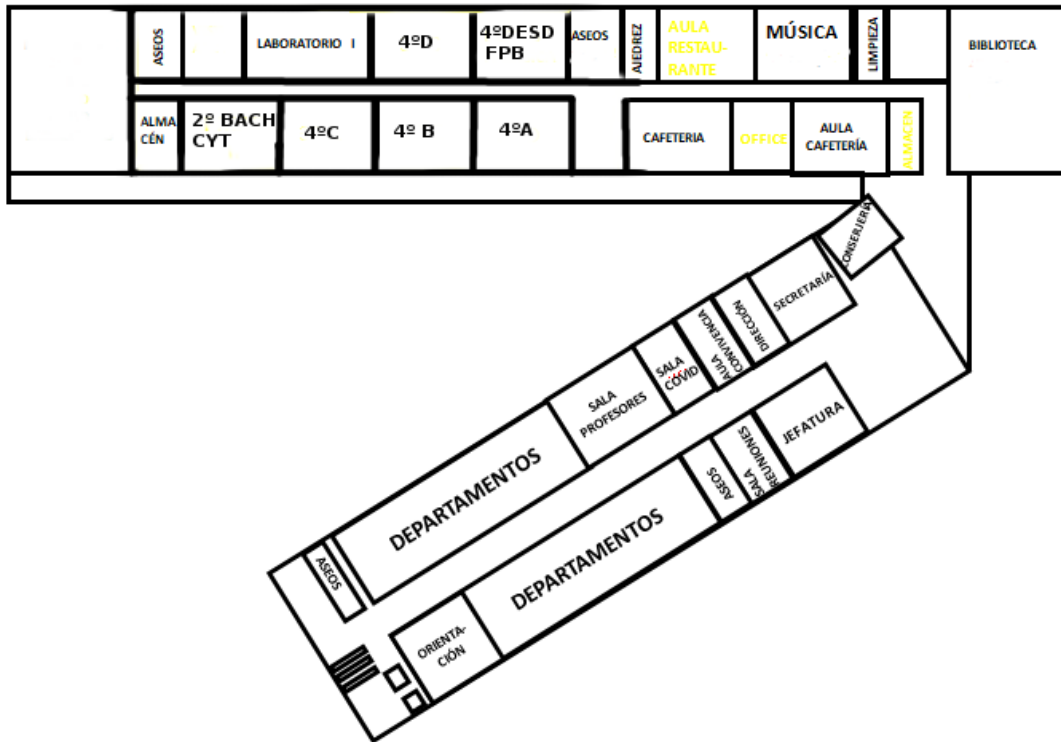 ASEOS
LABORATORIO I
4ºD
4ºDESD
FPB
ASEOS
AJEDREZ
AULA
RESTAU-
RANTE
MÚSICA
LIMPIEZA
BIBLIOTECA
ALMA
CÉN
2º BACH
CYT
4ºC
4º B
4ºA
CAFETERIA
OFFICE
AULA
CAFETERÍA
ALMACEN
CONSERJERÍA
SECRETARÍA
DIRECCIÓN
AULA
CONVIVENCIA
SALA
COVID
SALA
PROFESORES
DEPARTAMENTOS
ASEOS
JEFATURA
SALA
REUNIONES
ASEOS
DEPARTAMENTOS
ORIENTA-
CIÓN